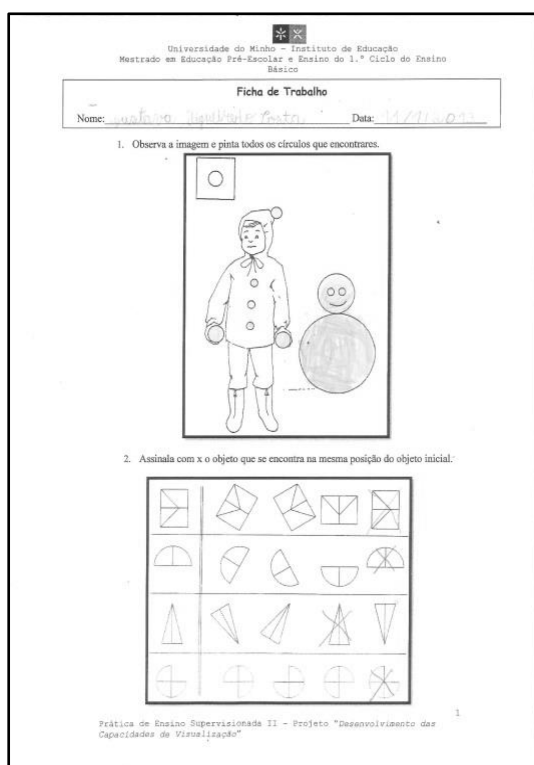 Universidade do Minho – Instituto de Educação
Mestrado em Educação Pré-Escolar e Ensino do 1.º Ciclo do Ensino
Básico
Ficha de Trabalho
Nome: Data:
1. Observa a imagem e pinta todos os círculos que encontrares.
2. Assinala com x o objeto que se encontra na mesma posição do objeto inicial.
1
Prática de Ensino Supervisionada II – Projeto "Desenvolvimento das
Capacidades de Visualização"